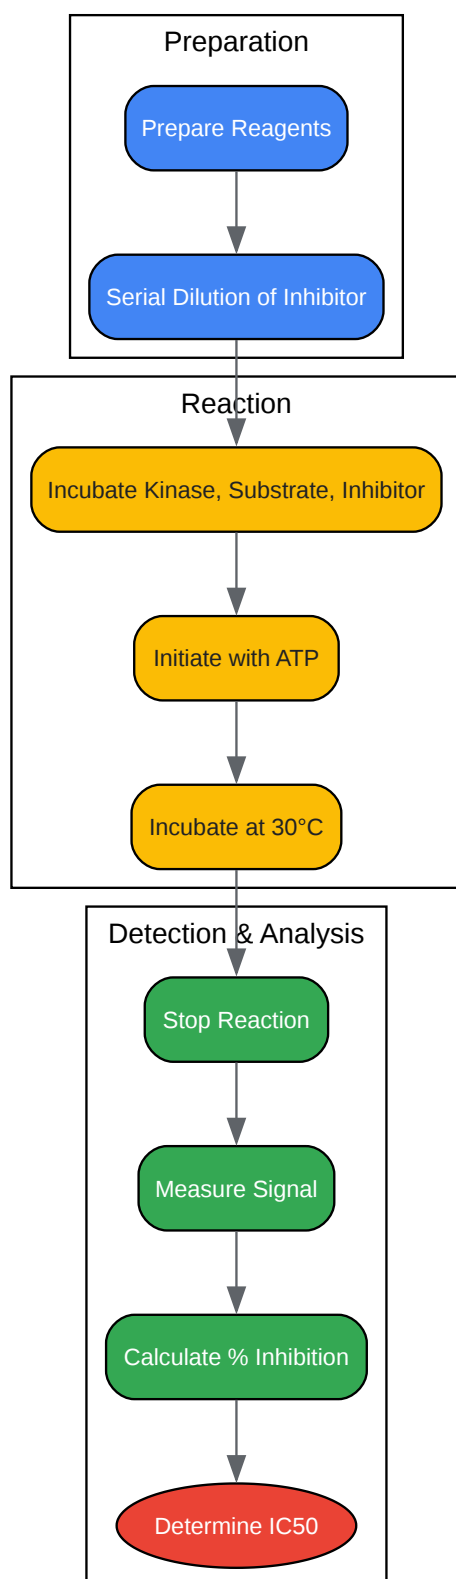 Preparation
Prepare Reagents
Serial Dilution of Inhibitor
Reaction
Incubate Kinase, Substrate, Inhibitor
Initiate with ATP
Incubate at 30°C
Detection & Analysis
Stop Reaction
Measure Signal
Calculate % Inhibition
Determine IC50